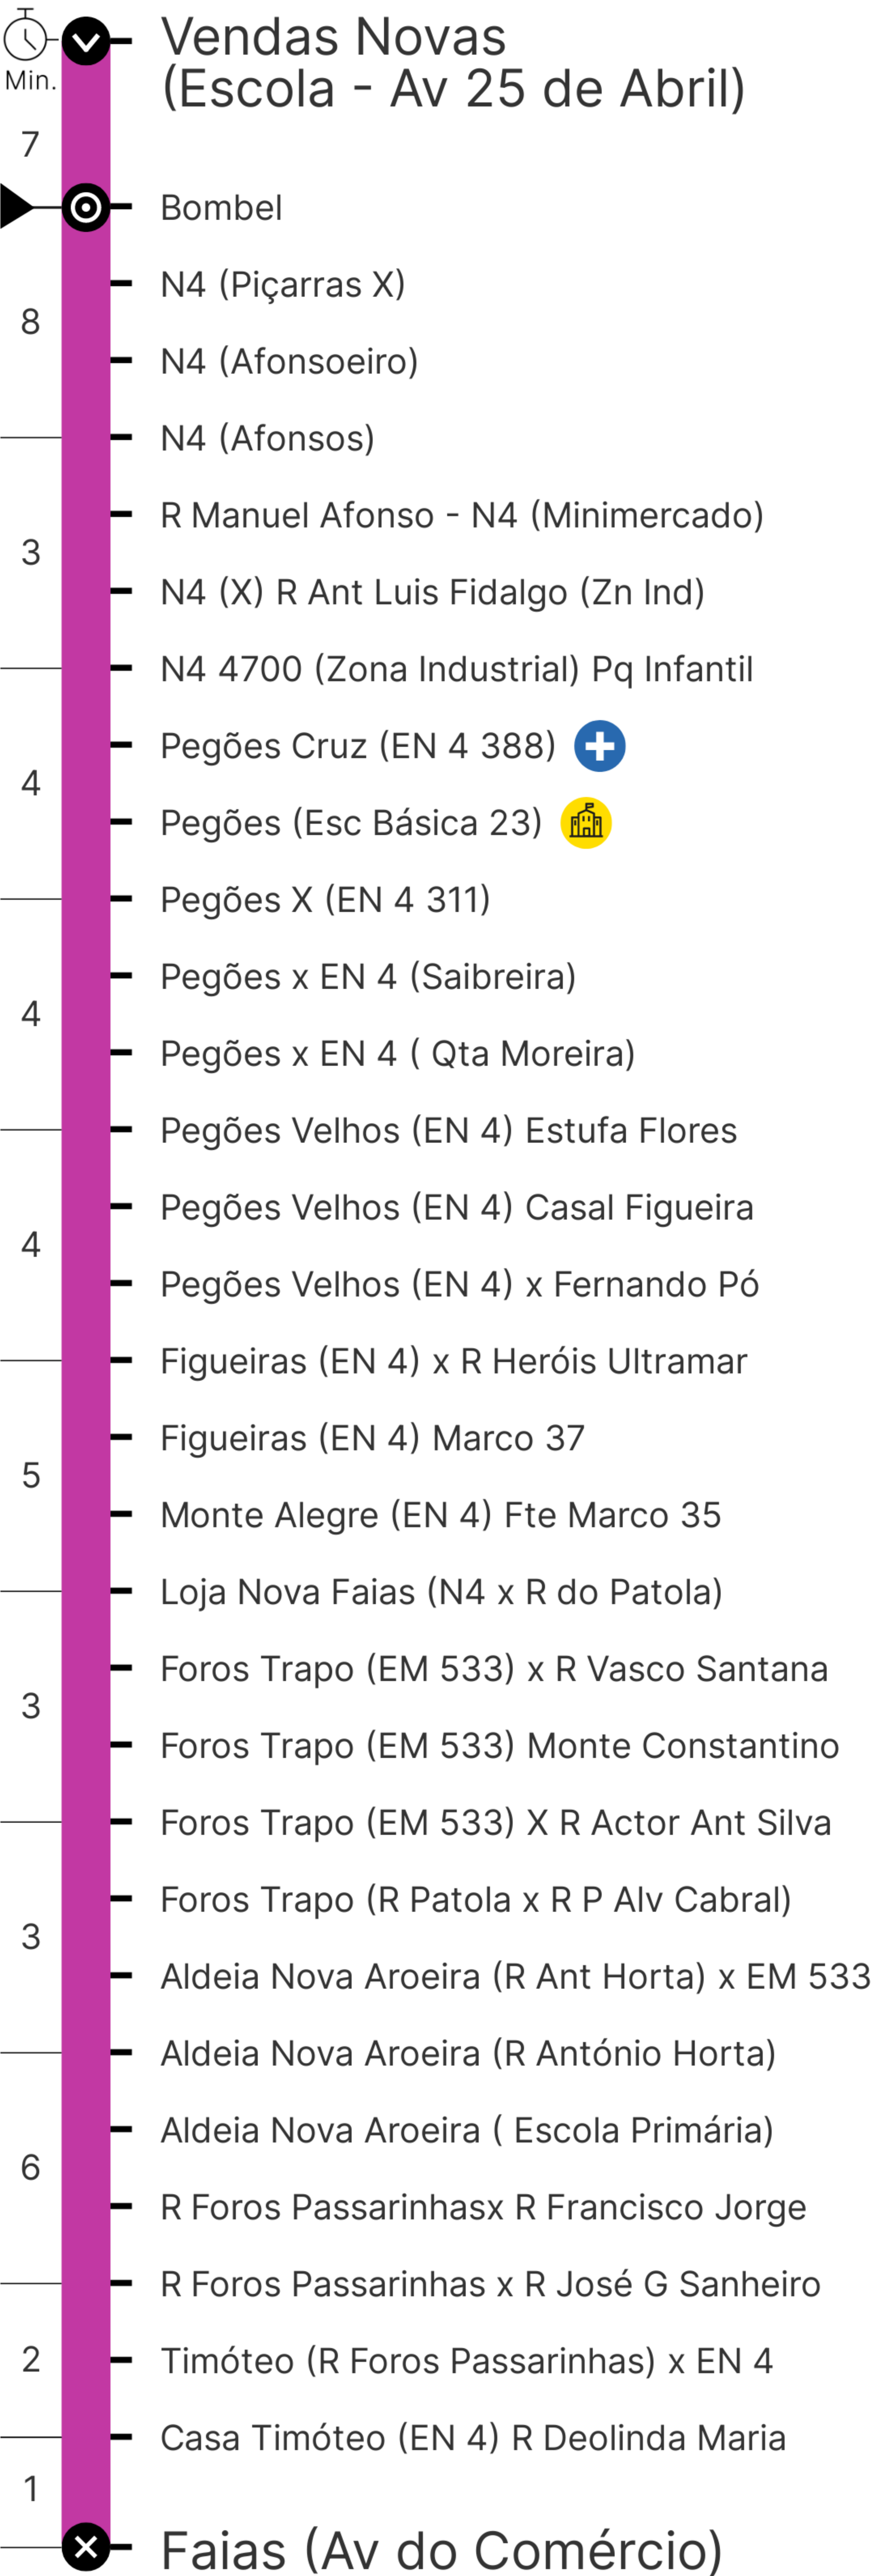 Vendas Novas
(Escola - Av 25 de Abril)
Min.
7
Bombel
N4 (Piçarras X)
8
N4 (Afonsoeiro)
N4 (Afonsos)
R Manuel Afonso - N4 (Minimercado)
3
N4 (X) R Ant Luis Fidalgo (Zn Ind)
N4 4700 (Zona Industrial) Pq Infantil
Pegões Cruz (EN 4 388)
4
Pegões (Esc Básica 23)
Pegões X (EN 4 311)
Pegões x EN 4 (Saibreira)
4
Pegões x EN 4 ( Qta Moreira)
Pegões Velhos (EN 4) Estufa Flores
Pegões Velhos (EN 4) Casal Figueira
4
Pegões Velhos (EN 4) x Fernando Pó
Figueiras (EN 4) x R Heróis Ultramar
Figueiras (EN 4) Marco 37
5
Monte Alegre (EN 4) Fte Marco 35
Loja Nova Faias (N4 x R do Patola)
Foros Trapo (EM 533) x R Vasco Santana
3
Foros Trapo (EM 533) Monte Constantino
Foros Trapo (EM 533) X R Actor Ant Silva
Foros Trapo (R Patola x R P Alv Cabral)
3
Aldeia Nova Aroeira (R Ant Horta) x EM 533
Aldeia Nova Aroeira (R António Horta)
Aldeia Nova Aroeira ( Escola Primária)
6
R Foros Passarinhasx R Francisco Jorge
R Foros Passarinhas x R José G Sanheiro
2
Timóteo (R Foros Passarinhas) x EN 4
Casa Timóteo (EN 4) R Deolinda Maria
1
Faias (Av do Comércio)